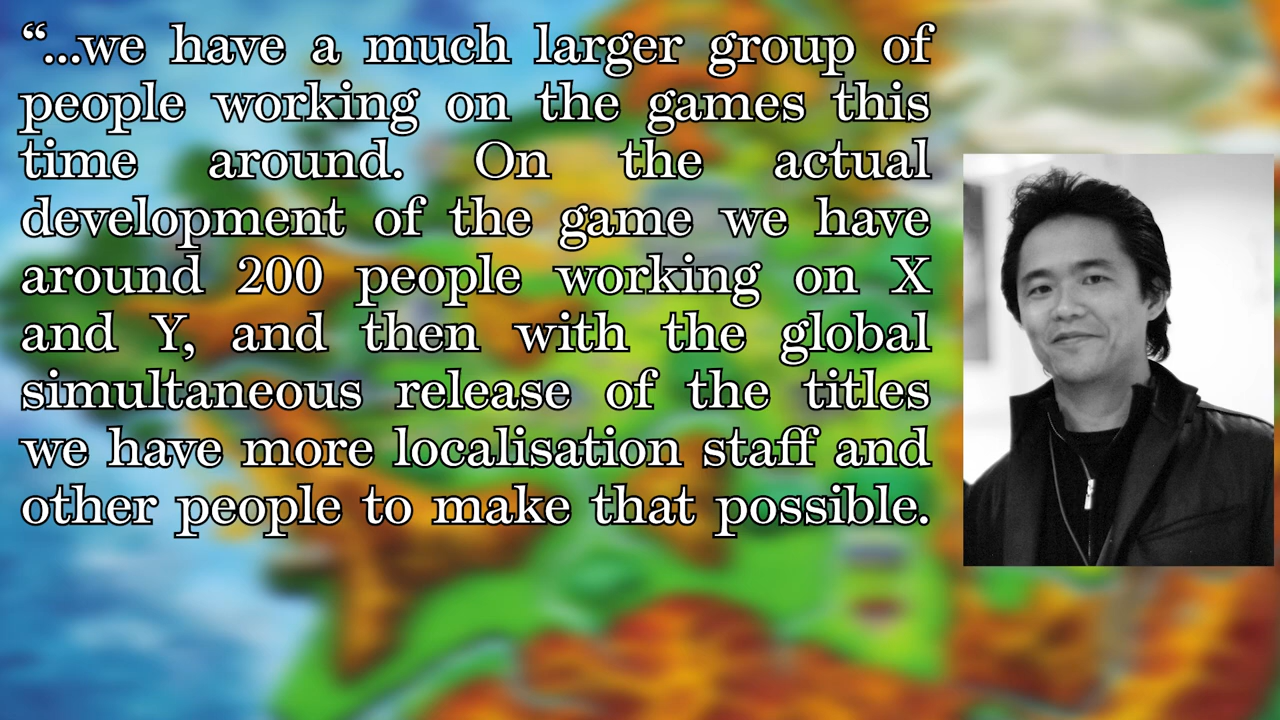 “...we have a much larger group of
people working on the games this
time around. On the actual
development of the game we have
around 200 people working on X
and Y, and then with the global
simultaneous release of the titles
we have more localisation staff and
other people to make that possible.